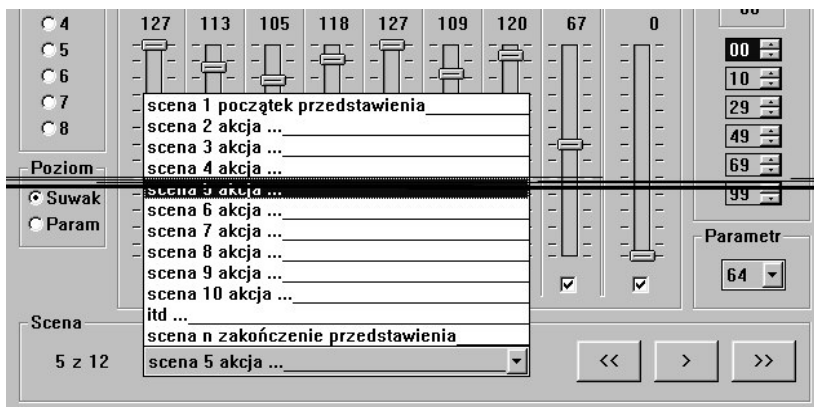 4 127 113 105 118 127 109 120 67 0
5 00
6 10
7 29
8 49
69
99
scena 1 początek przedstawienia
scena 2 akcja ...
scena 3 akcja ...
scena 4 akcja ...
scena 5 akcja ...
scena 6 akcja ...
scena 7 akcja ...
scena 8 akcja ...
scena 9 akcja ...
scena 10 akcja ...
itd ...
scena n zakończenie przedstawienia
Poziom
Suwak
Param
Parametr
64
Scena
5 z 12 scena 5 akcja ... << > >>